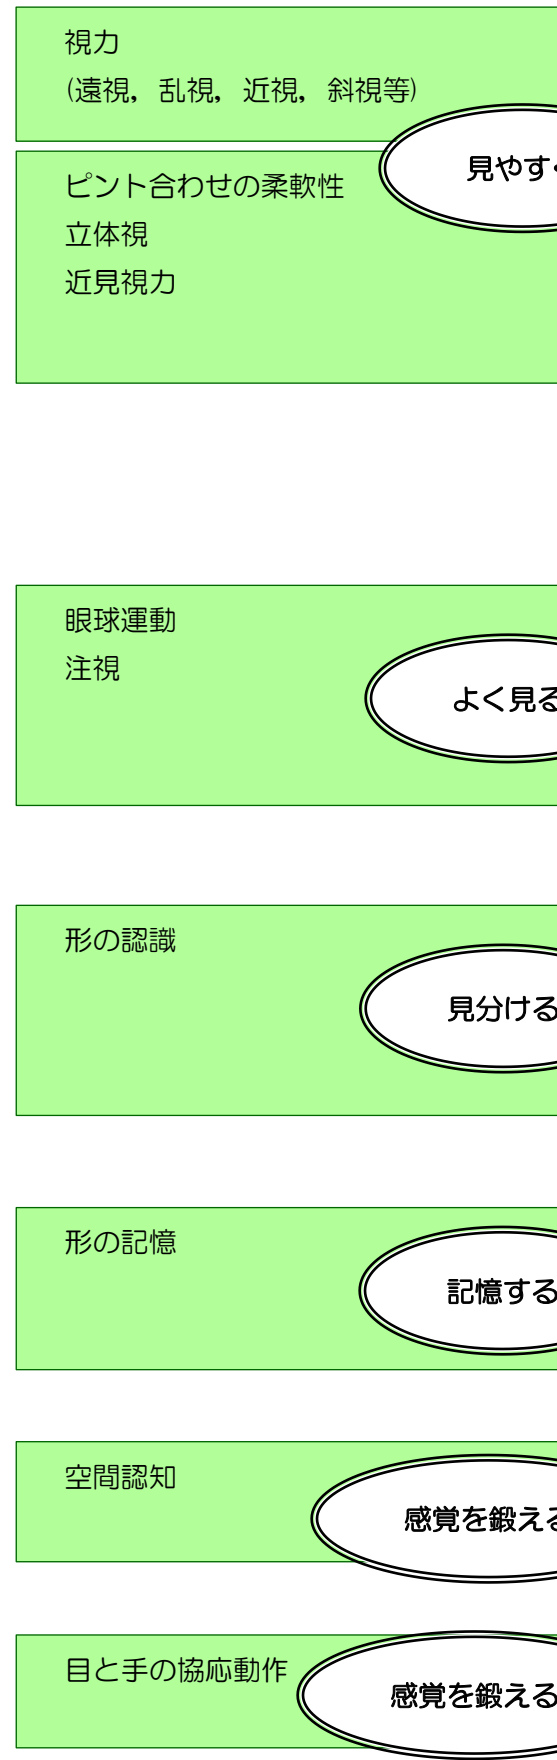 視力
(遠視，乱視，近視，斜視等)
見やすく
ピント合わせの柔軟性
立体視
近見視力
眼球運動
注視
よく見る
形の認識
見分ける
形の記憶
記憶する
空間認知
感覚を鍛える
目と手の協応動作
感覚を鍛える